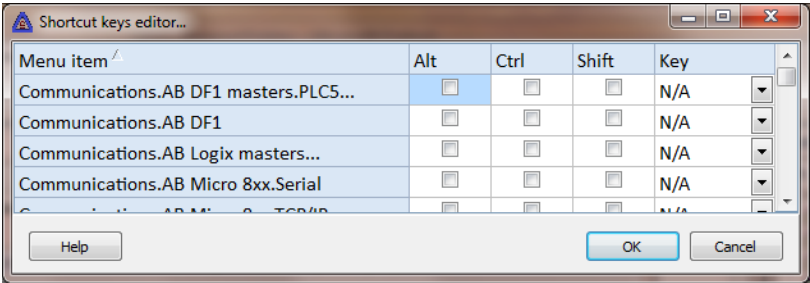 Shortcut keys editor...
Menu item Alt Ctrl Shift Key
Communications.AB DF1 masters.PLC5... N/A
Communications.AB DF1 N/A
Communications.AB Logix masters... N/A
Communications.AB Micro 8xx.Serial N/A
Help OK Cancel